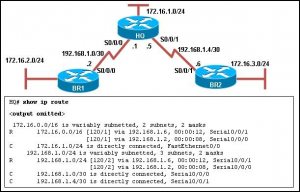 172.16.1.0/24
HQ
S0/0/0
S0/0/1
.1
.5
192.168.1.0/30
192.168.1.4/30
172.16.2.0/24
.2
S0/0/0
.6
S0/0/1
172.16.3.0/24
BR1
BR2
HQ# show ip route
<output omitted>
172.16.0.0/16 is variably subnetted, 2 subnets, 2 masks
R 172.16.0.0/16 [120/1] via 192.168.1.6, 00:00:12, Serial0/0/1
[120/1] via 192.168.1.2, 00:00:08, Serial0/0/0
C 172.16.1.0/24 is directly connected, FastEthernet0/0
192.168.1.0/24 is variably subnetted, 3 subnets, 2 masks
R 192.168.1.0/24 [120/2] via 192.168.1.6, 00:00:12, Serial0/0/1
[120/2] via 192.168.1.2, 00:00:08, Serial0/0/0
C 192.168.1.0/30 is directly connected, Serial0/0/0
C 192.168.1.4/30 is directly connected, Serial0/0/1